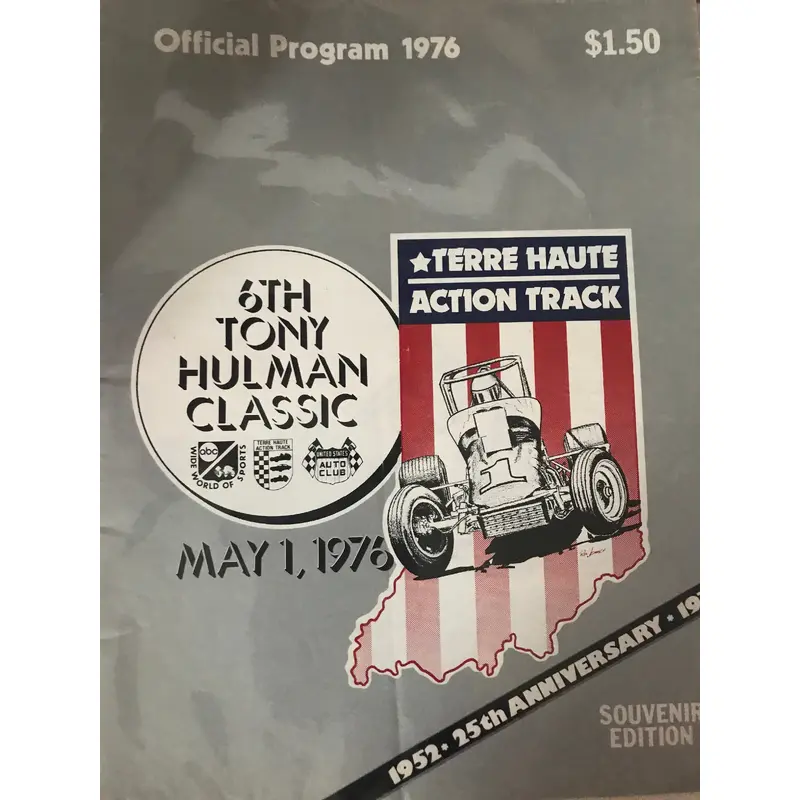 Official Program 1976
$1.50
6TH
TONY
HULMAN
CLASSIC
abc
WIDE WORLD OF SPORTS
TERRE HAUTE
ACTION TRACK
UNITED STATES
AUTO
CLUB
MAY 1, 1976
★TERRE HAUTE
ACTION TRACK
1
1
1952 • 25th ANNIVERSARY •
SOUVENIR
EDITION